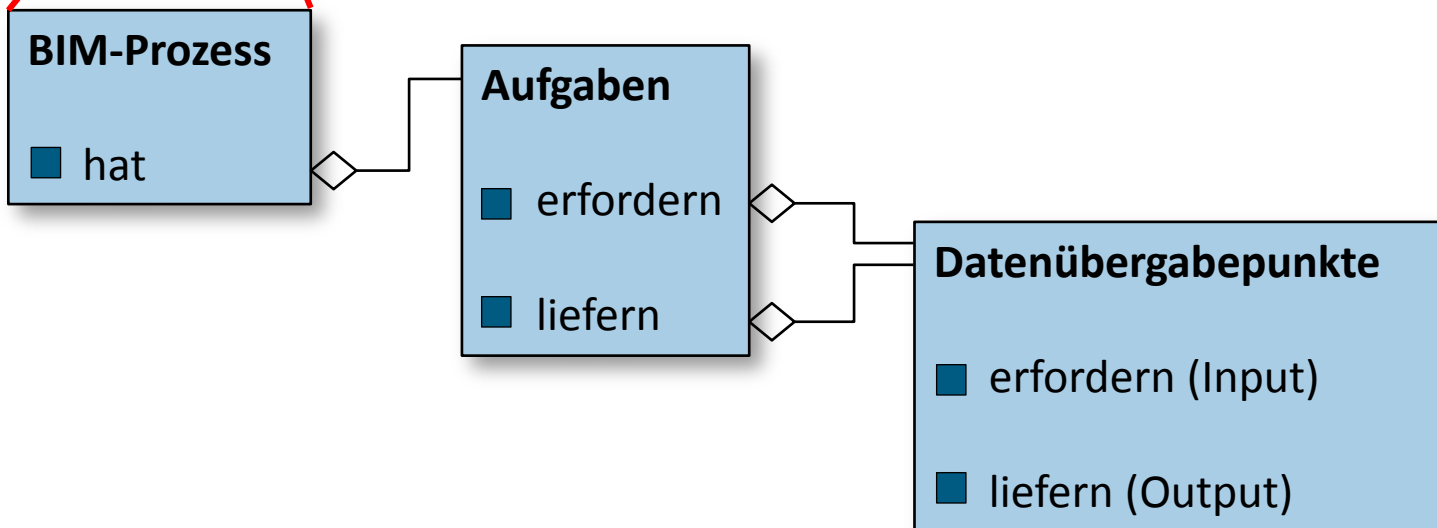 BIM-Prozess
hat
Aufgaben
erfordern
liefern
Datenübergabepunkte
erfordern (Input)
liefern (Output)